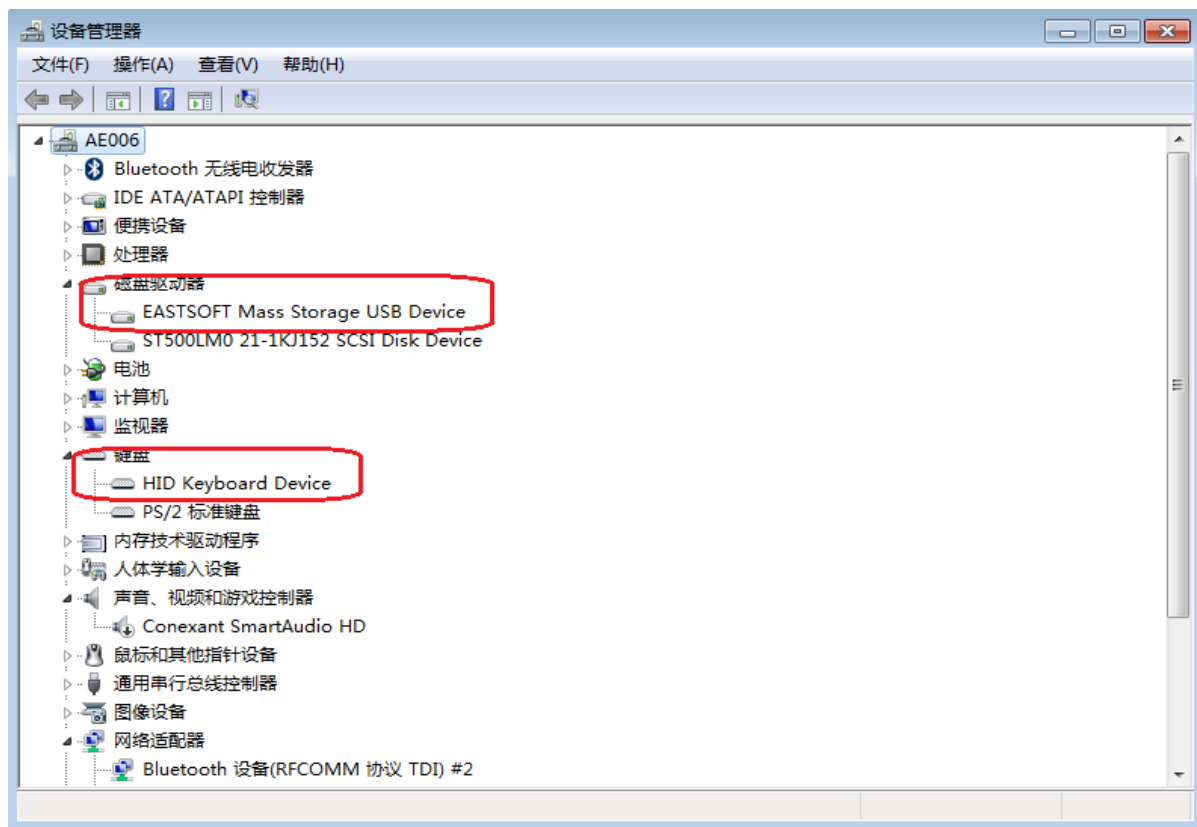 设备管理器
文件(F) 操作(A) 查看(V) 帮助(H)
AE006
Bluetooth 无线电收发器
IDE ATA/ATAPI 控制器
便携设备
处理器
磁盘驱动器
EASTSOFT Mass Storage USB Device
ST500LM0 21-1KJ152 SCSI Disk Device
电池
计算机
监视器
键盘
HID Keyboard Device
PS/2 标准键盘
内存技术驱动程序
人体学输入设备
声音、视频和游戏控制器
Conexant SmartAudio HD
鼠标和其他指针设备
通用串行总线控制器
图像设备
网络适配器
Bluetooth 设备(RFCOMM 协议 TDI) #2